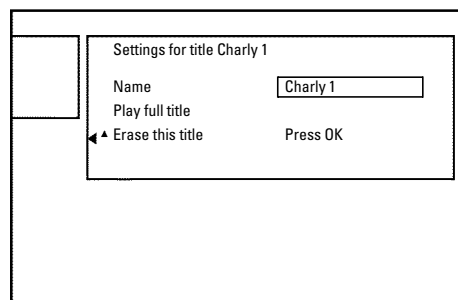 Settings for title Charly 1
Name Charly 1
Play full title
Erase this title Press OK